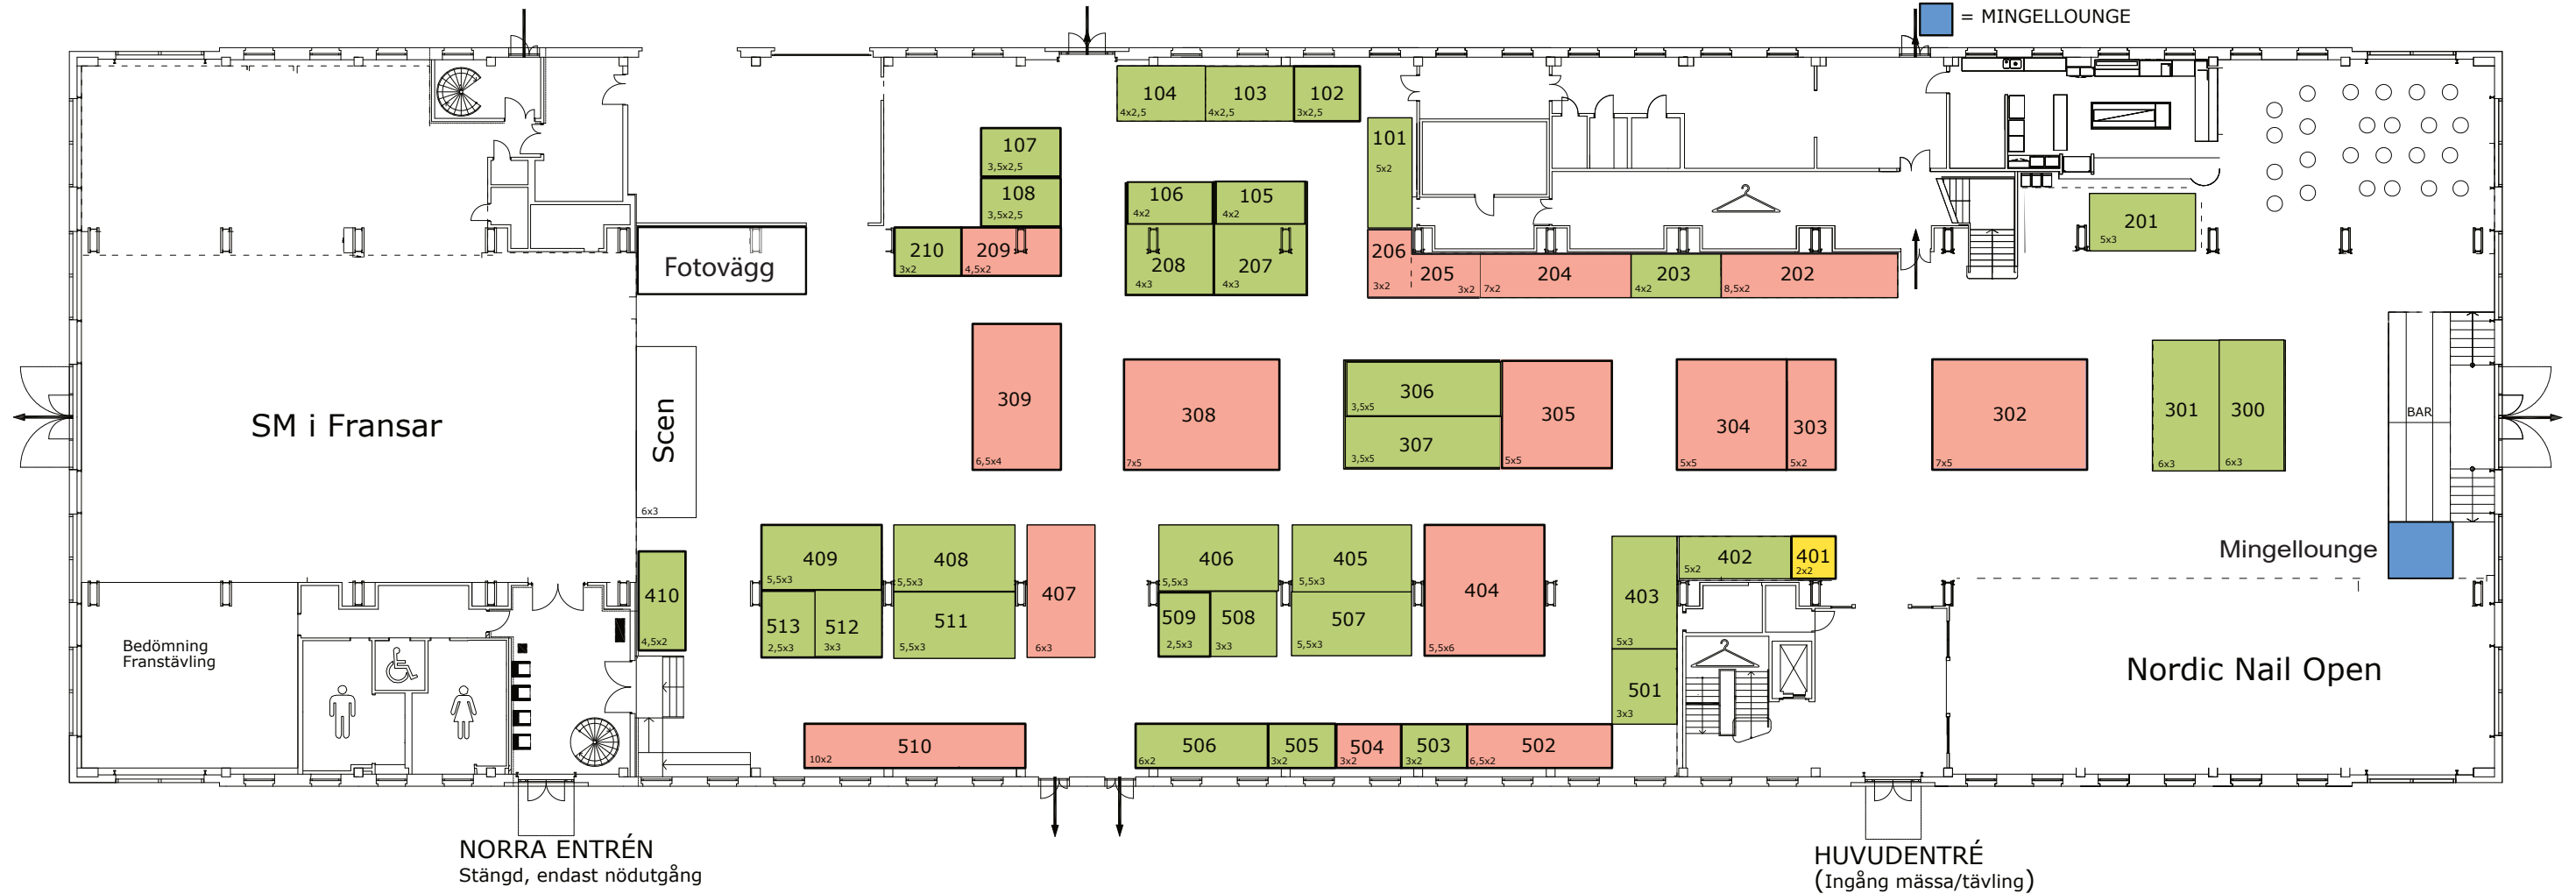 = MINGELLOUNGE
104
4x2,5
103
4x2,5
102
3x2,5
101
5x2
107
3,5x2,5
108
3,5x2,5
106
4x2
105
4x2
208
4x3
207
4x3
210
3x2
209
4,5x2
206
3x2
205
3x2
204
7x2
203
4x2
202
8,5x2
201
5x3
Fotovägg
SM i Fransar
Scen
6x3
309
6,5x4
308
7x5
306
3,5x5
307
3,5x5
305
5x5
304
5x5
303
5x2
302
7x5
301
6x3
300
6x3
BAR
Mingellounge
410
4,5x2
409
5,5x3
513
2,5x3
512
3x3
408
5,5x3
511
5,5x3
407
6x3
406
5,5x3
509
2,5x3
508
3x3
405
5,5x3
507
5,5x3
404
5,5x6
403
5x3
402
5x2
401
2x2
501
3x3
Bedömning
Franstävling
Nordic Nail Open
510
10x2
506
6x2
505
3x2
504
3x2
503
3x2
502
6,5x2
NORRA ENTRÉN
Stängd, endast nödutgång
HUVUDENTRÉ
(Ingång mässa/tävling)